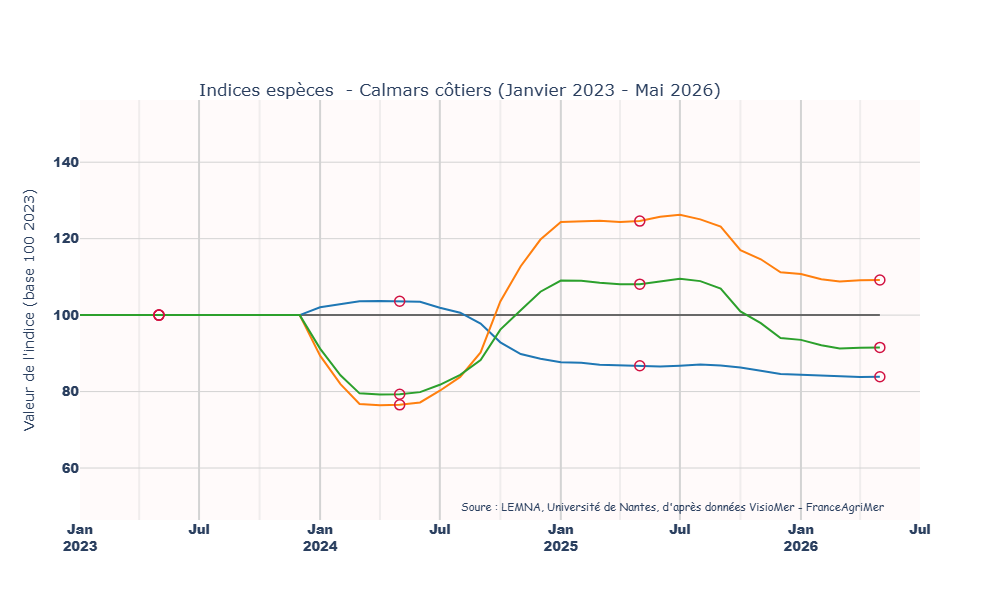 Indices espèces - Calmars côtiers (Janvier 2023 - Mai 2026)
Valeur de l'indice (base 100 2023)
140
120
100
80
60
Soure : LEMNA, Université de Nantes, d'après données VisioMer - FranceAgriMer
Jan Jul Jan Jul Jan Jul Jan Jul
2023 2024 2025 2026